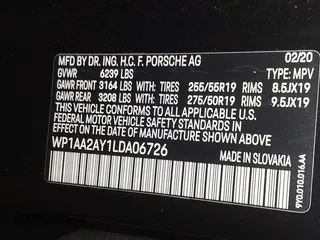 MFD BY DR. ING. H.C. F. PORSCHE AG 02/20
GVWR 6239 LBS TYPE: MPV
GAWR FRONT 3164 LBS WITH: TIRES 255/55R19 RIMS 8.5JX19
GAWR REAR 3208 LBS WITH: TIRES 275/50R19 RIMS 9.5JX19
THIS VEHICLE CONFORMS TO ALL APPLICABLE U.S.
FEDERAL MOTOR VEHICLE SAFETY STANDARDS IN EFFECT
ON THE DATE OF MANUFACTURE SHOWN ABOVE.
WP1AA2AY1LDA06726
MADE IN SLOVAKIA
9Y0.010.016.AA